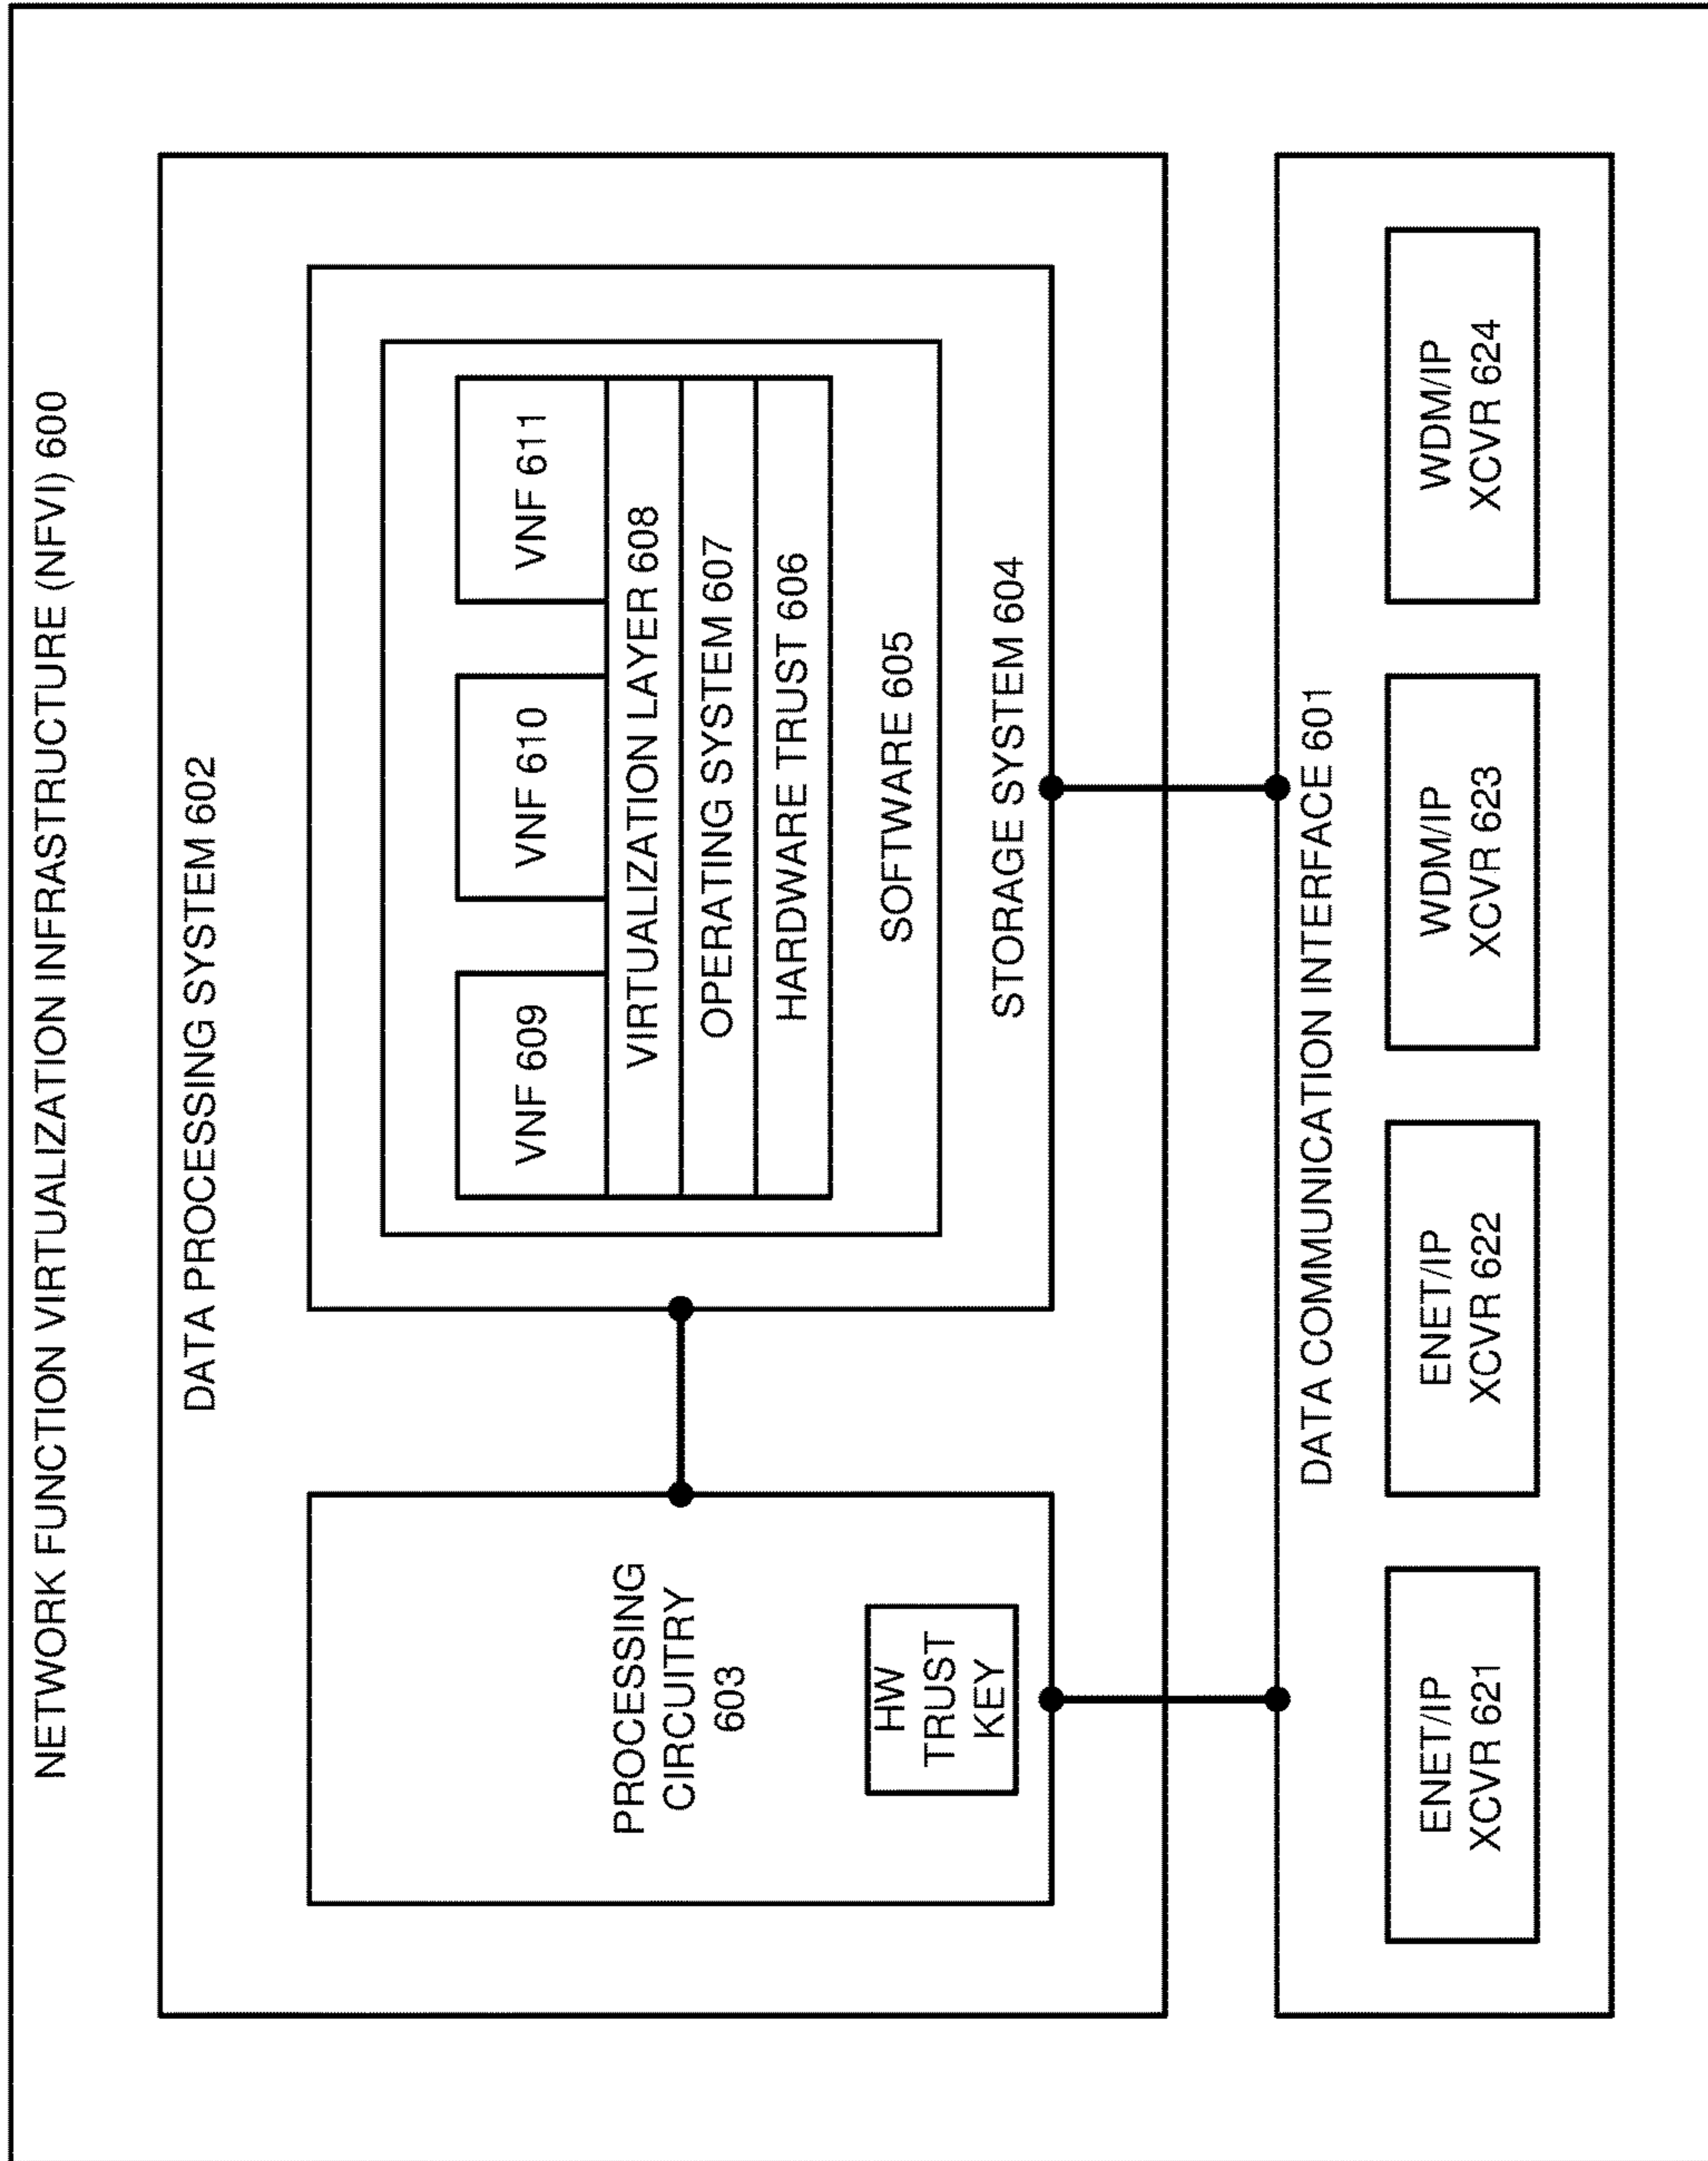 NETWORK FUNCTION VIRTUALIZATION INFRASTRUCTURE (NFVI) 600
DATA PROCESSING SYSTEM 602
PROCESSING
CIRCUITRY
603
HW
TRUST
KEY
VNF 609
VNF 610
VNF 611
VIRTUALIZATION LAYER 608
OPERATING SYSTEM 607
HARDWARE TRUST 606
SOFTWARE 605
STORAGE SYSTEM 604
DATA COMMUNICATION INTERFACE 601
ENET/IP
XCVR 621
ENET/IP
XCVR 622
WDM/IP
XCVR 623
WDM/IP
XCVR 624